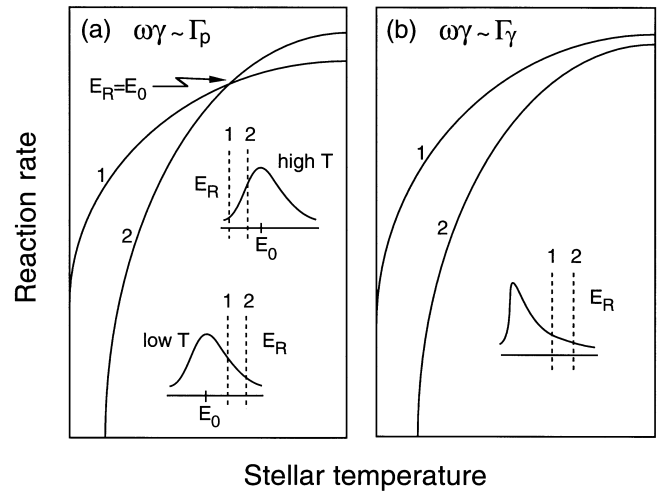 (a) ωγ ~ Γp
E_R=E_0
1
2
1 2
high T
E_R
E_0
1 2
low T
E_R
E_0
(b) ωγ ~ Γγ
1
2
1 2
E_R
Reaction rate
Stellar temperature